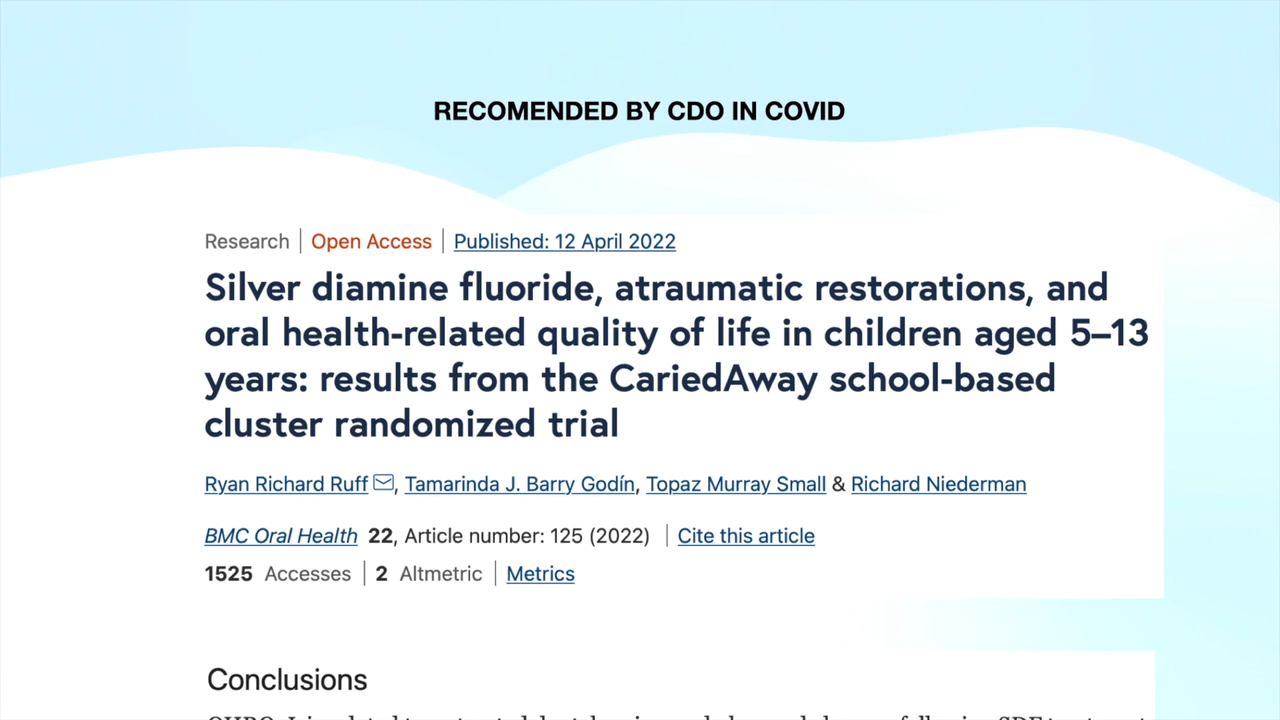 RECOMENDED BY CDO IN COVID
Research | Open Access | Published: 12 April 2022
Silver diamine fluoride, atraumatic restorations, and
oral health-related quality of life in children aged 5–13
years: results from the CariedAway school-based
cluster randomized trial
Ryan Richard Ruff, Tamarinda J. Barry Godín, Topaz Murray Small & Richard Niederman
BMC Oral Health 22, Article number: 125 (2022) | Cite this article
1525 Accesses | 2 Altmetric | Metrics
Conclusions